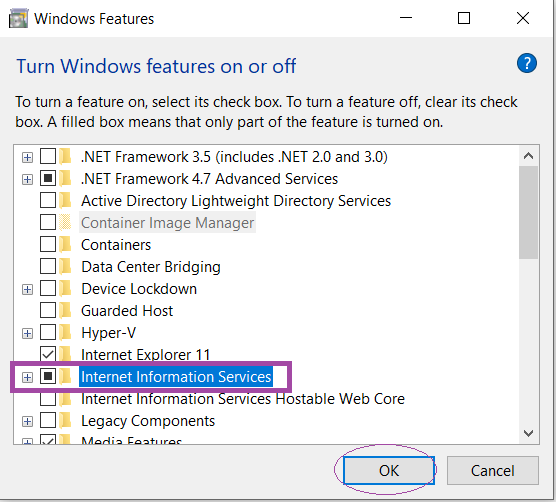 Windows Features
Turn Windows features on or off
?
To turn a feature on, select its check box. To turn a feature off, clear its check
box. A filled box means that only part of the feature is turned on.
.NET Framework 3.5 (includes .NET 2.0 and 3.0)
.NET Framework 4.7 Advanced Services
Active Directory Lightweight Directory Services
Container Image Manager
Containers
Data Center Bridging
Device Lockdown
Guarded Host
Hyper-V
Internet Explorer 11
Internet Information Services
Internet Information Services Hostable Web Core
Legacy Components
Media Features
OK
Cancel